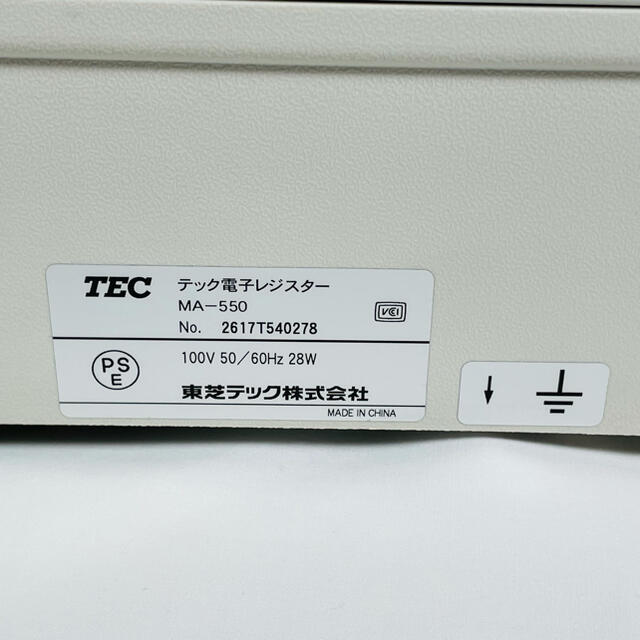 TEC テック電子レジスター
MA-550
VCI
No. 2617T540278
PS
E
100V 50/60Hz 28W
東芝テック株式会社
MADE IN CHINA